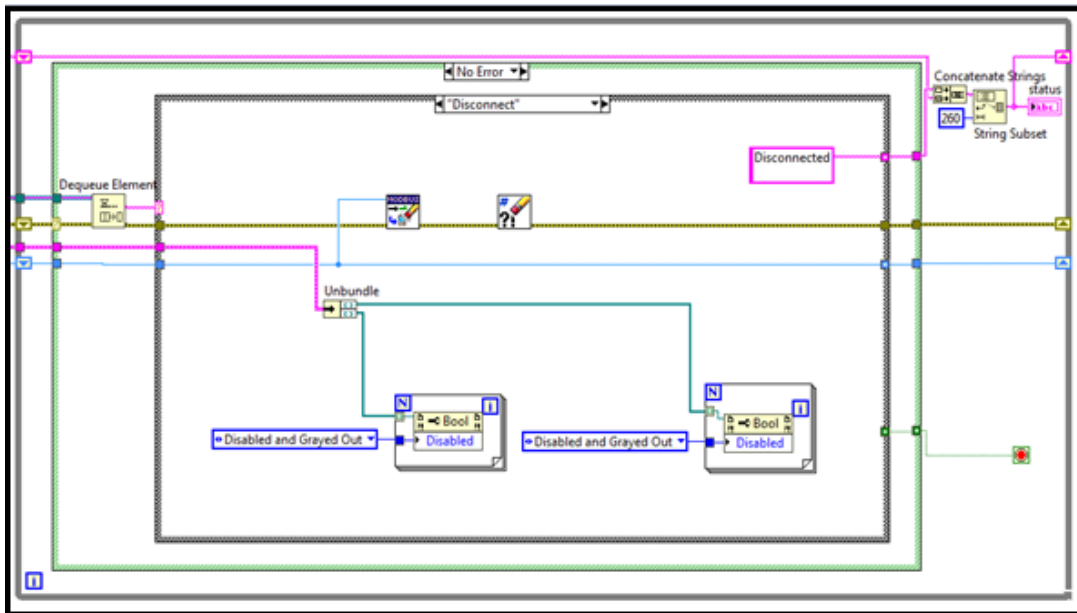 No Error
"Disconnect"
Concatenate Strings
status
abc
260
String Subset
Disconnected
Dequeue Element
MODBUS
?!
Unbundle
N
i
Bool
Disabled and Grayed Out
Disabled
N
i
Bool
Disabled and Grayed Out
Disabled
i